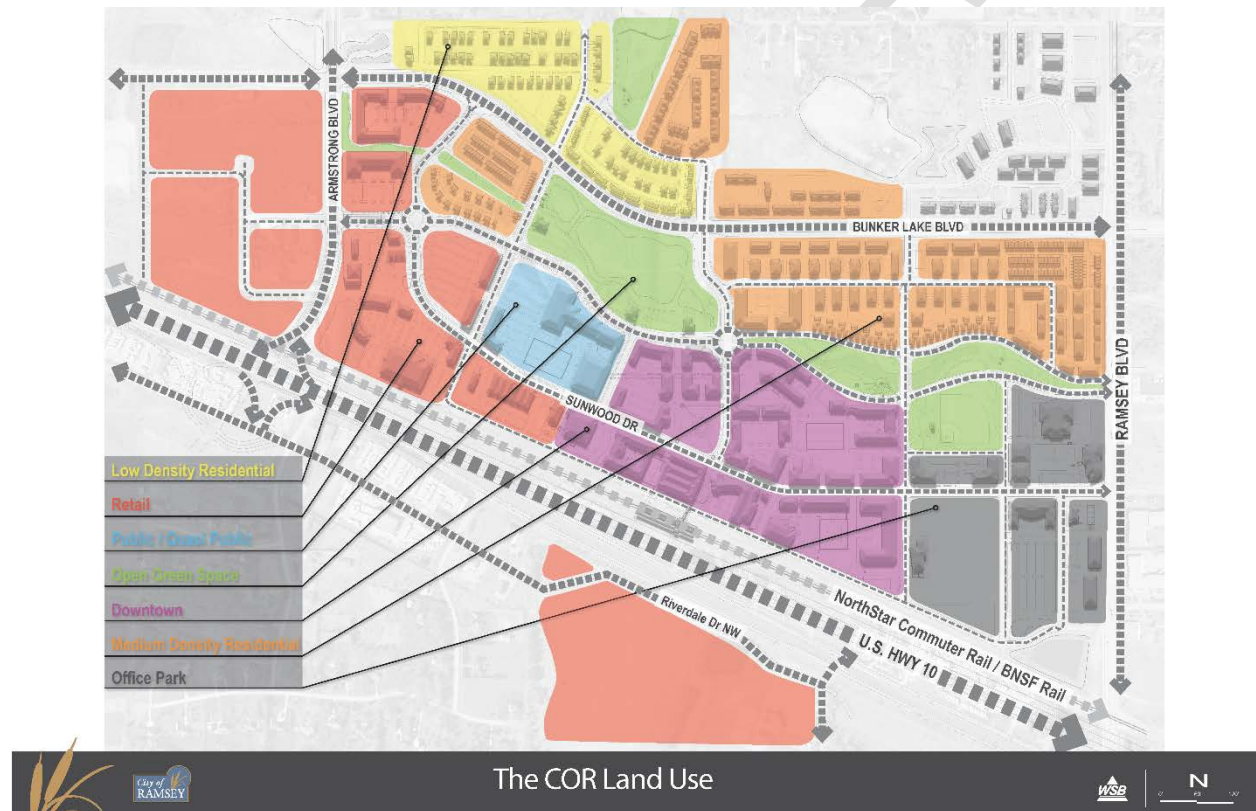 ARMSTRONG BLVD
BUNKER LAKE BLVD
RAMSEY BLVD
SUNWOOD DR
Low Density Residential
Retail
Public / Quasi Public
Open Green Space
Downtown
Medium Density Residential
Office Park
Riverdale Dr NW
NorthStar Commuter Rail / BNSF Rail
U.S. HWY 10
City of
RAMSEY
The COR Land Use
WSB
N